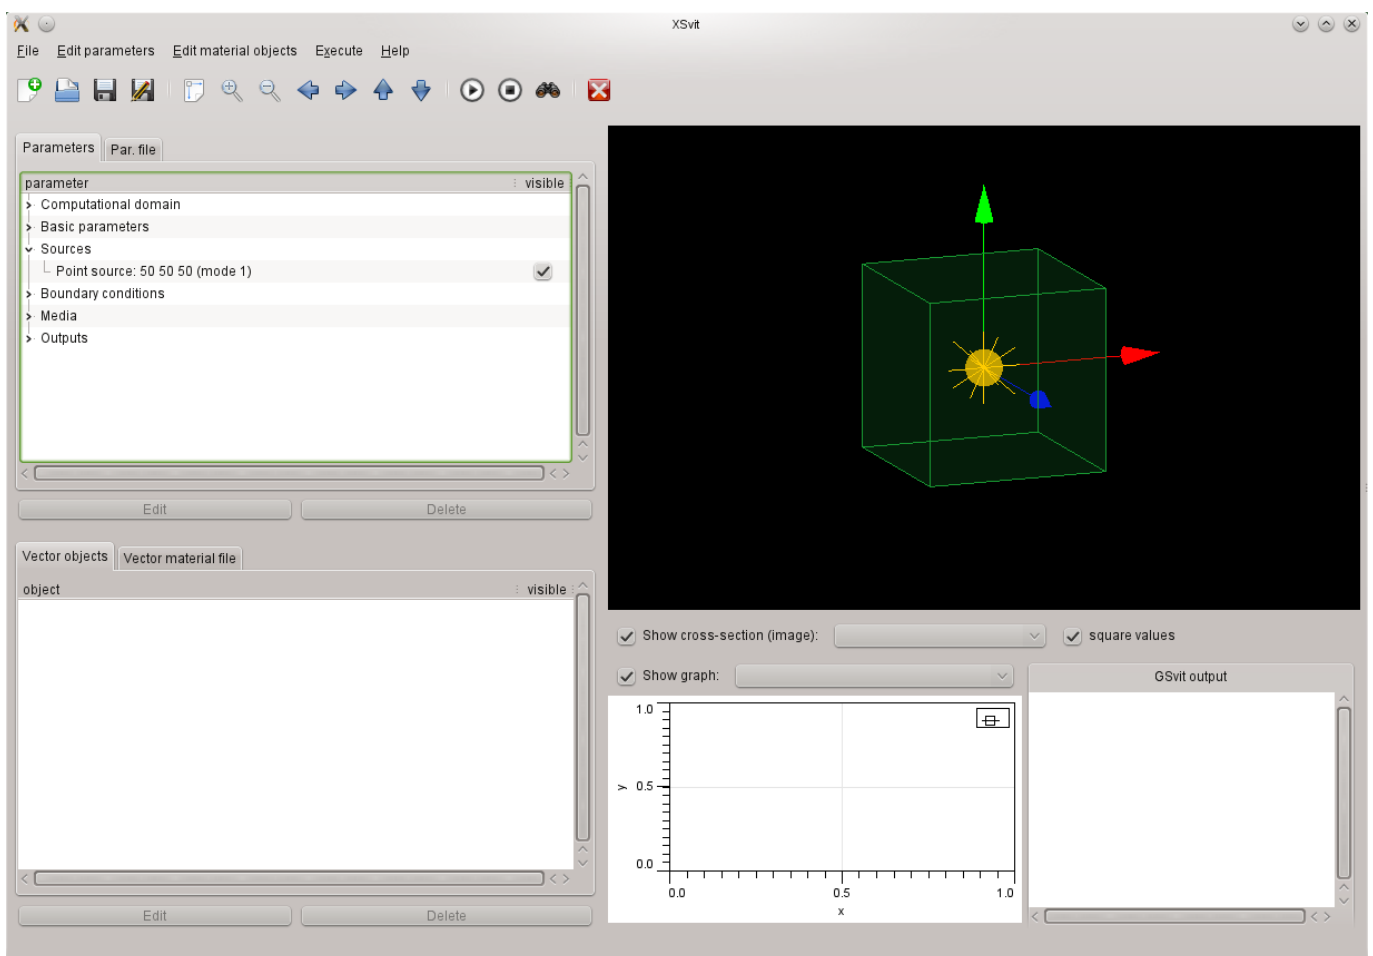 XSvit
File Edit parameters Edit material objects Execute Help
Parameters Par. file
parameter visible
Computational domain
Basic parameters
Sources
Point source: 50 50 50 (mode 1)
Boundary conditions
Media
Outputs
Edit Delete
Vector objects Vector material file
object visible
Edit Delete
Show cross-section (image): square values
Show graph:
GSvit output
1.0
0.5
0.0
y
0.0 0.5 1.0
x